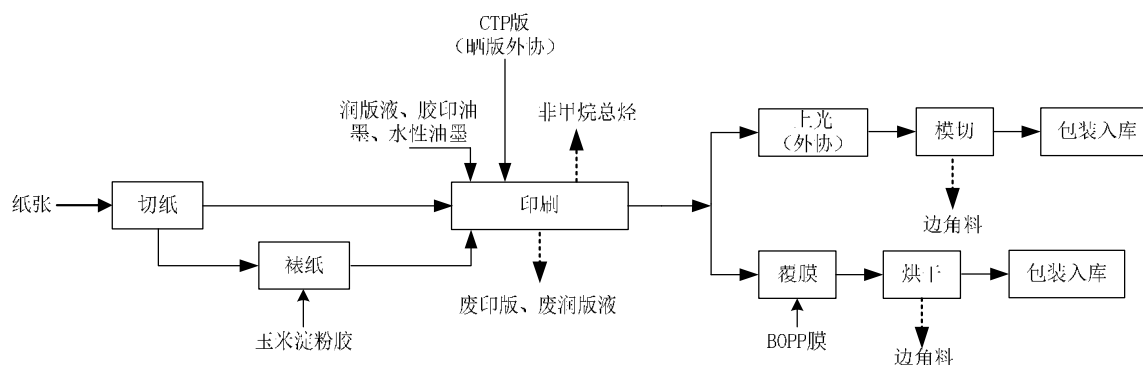 CTP版
（晒版外协）
润版液、胶印油
墨、水性油墨
非甲烷总烃
上光
（外协）
模切
包装入库
纸张
切纸
印刷
边角料
裱纸
覆膜
烘干
包装入库
废印版、废润版液
玉米淀粉胶
BOPP膜
边角料